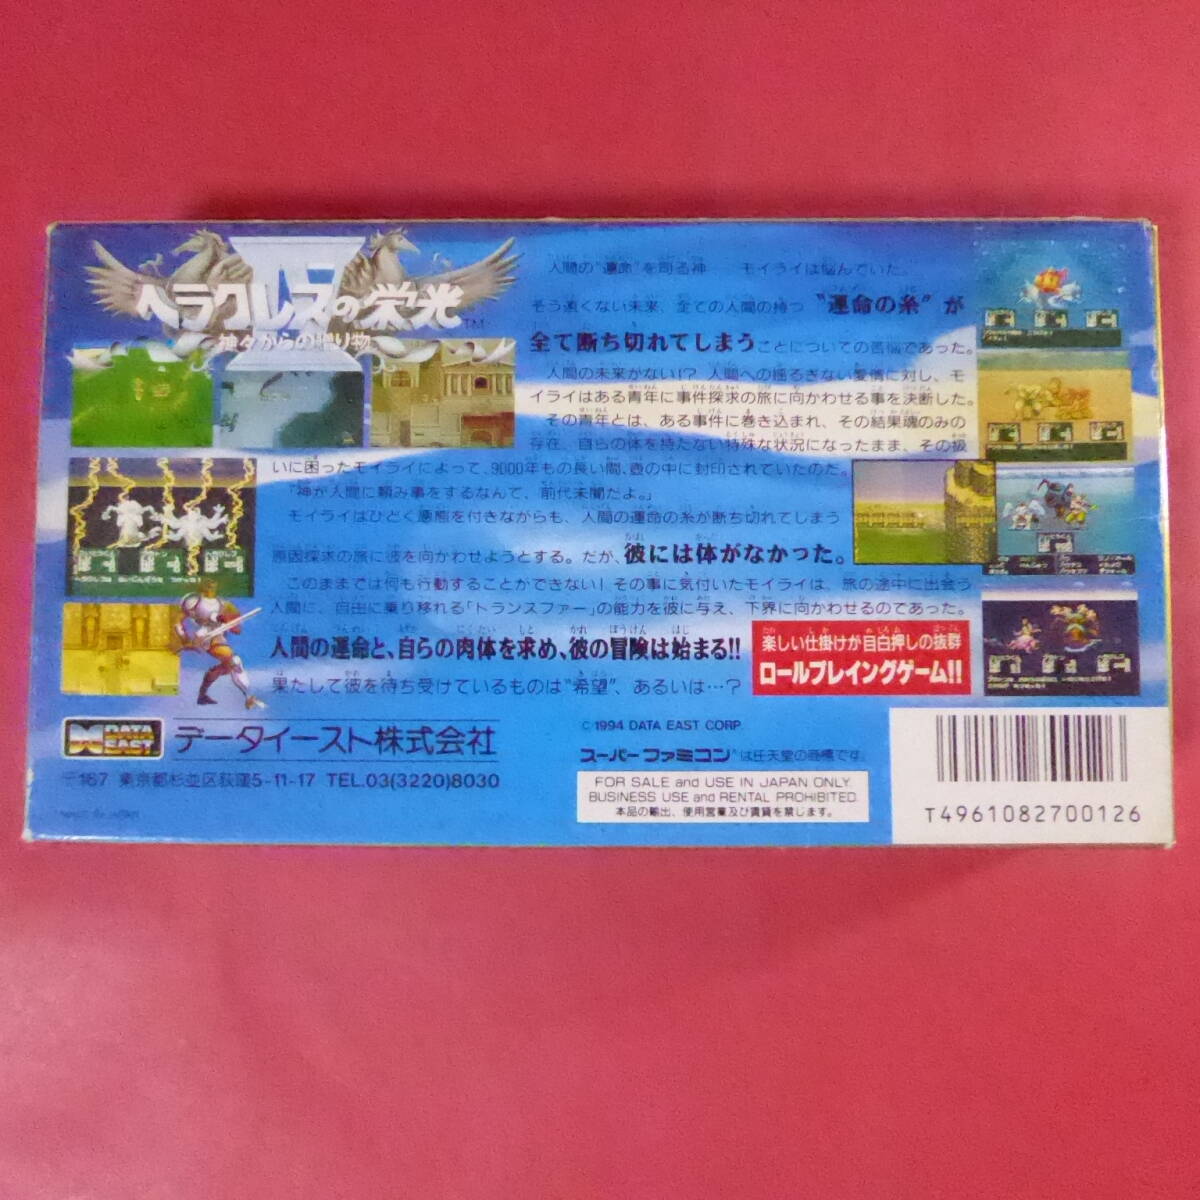 ヘラクレスの栄光
IV
TM
神々からの贈り物
人間の"運命"を司る神 モイライは悩んでいた。
そう遠くない未来、全ての人間の持つ "運命の糸" が
全て断ち切れてしまうことについての苦悩であった。
人間の未来がない!? 人間への揺るぎない愛情に対し、モ
イライはある青年に事件探求の旅に向かわせる事を決断した。
その青年とは、ある事件に巻き込まれ、その結果魂のみの
存在、自らの体を持たない特殊な状況になったまま、その扱
いに困ったモイライによって、9000年もの長い間、壺の中に封印されていたのだ。
「神が人間に頼み事をするなんて、前代未聞だよ。」
モイライはひどく悪態を付きながらも、人間の運命の糸が断ち切れてしまう
原因探求の旅に彼を向かわせようとする。だが、彼には体がなかった。
このままでは何も行動することができない! その事に気付いたモイライは、旅の途中に出会う
人間に、自由に乗り移れる「トランスファー」の能力を彼に与え、下界に向かわせるのであった。
人間の運命と、自らの肉体を求め、彼の冒険は始まる!!
果たして彼を待ち受けているものは"希望"、あるいは…?
楽しい仕掛けが目白押しの抜群
ロールプレイングゲーム!!
DATA EAST
データイースト株式会社
〒167 東京都杉並区荻窪5-11-17 TEL.03(3220)8030
© 1994 DATA EAST CORP.
スーパーファミコン®は任天堂の商標です。
FOR SALE and USE IN JAPAN ONLY.
BUSINESS USE and RENTAL PROHIBITED.
本品の輸出、使用営業及び賃貸を禁じます。
T4961082700126